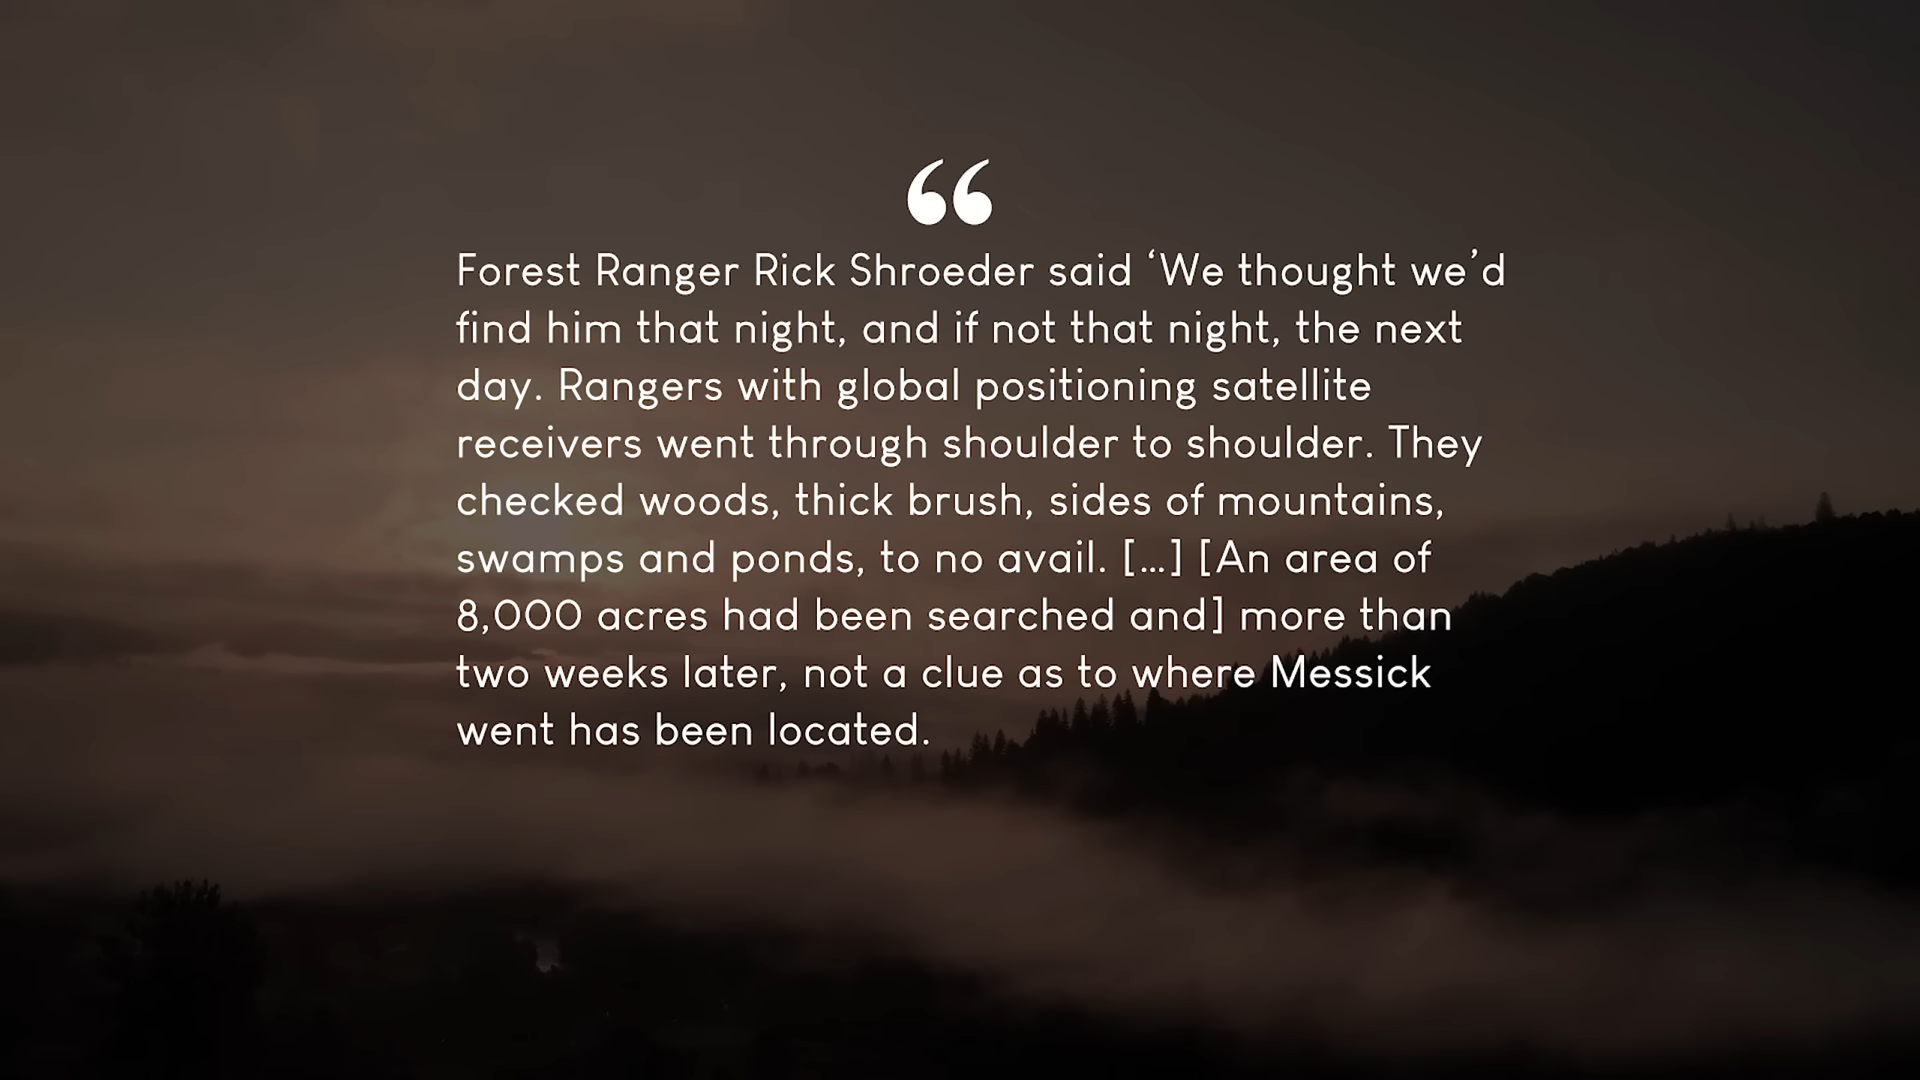 “
Forest Ranger Rick Shroeder said ‘We thought we’d
find him that night, and if not that night, the next
day. Rangers with global positioning satellite
receivers went through shoulder to shoulder. They
checked woods, thick brush, sides of mountains,
swamps and ponds, to no avail. [...] [An area of
8,000 acres had been searched and] more than
two weeks later, not a clue as to where Messick
went has been located.